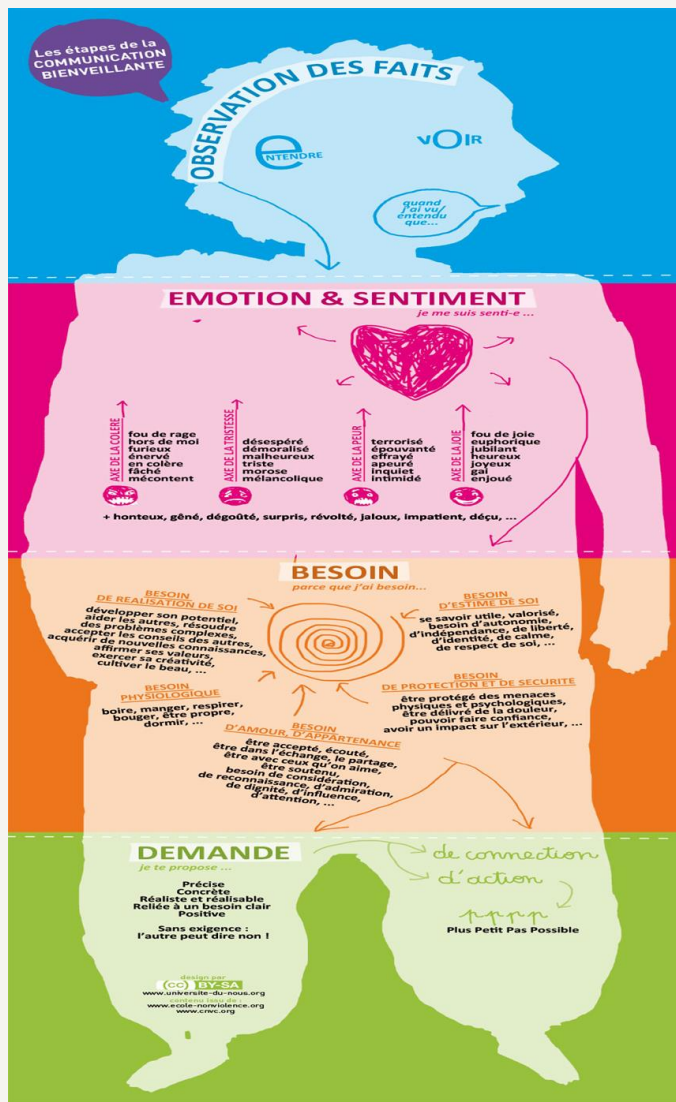 Les étapes de la
COMMUNICATION
BIENVEILLANTE
OBSERVATION DES FAITS
eNTENDRE
vOIR
quand
j'ai vu/
entendu
que...
EMOTION & SENTIMENT
je me suis senti-e ...
AXE DE LA COLERE
fou de rage
hors de moi
furieux
énervé
en colère
fâché
mécontent
AXE DE LA TRISTESSE
désespéré
démoralisé
malheureux
triste
morose
mélancolique
AXE DE LA PEUR
terrorisé
épouvanté
effrayé
apeuré
inquiet
intimidé
AXE DE LA JOIE
fou de joie
euphorique
jubilant
heureux
joyeux
gai
enjoué
+ honteux, gêné, dégoûté, surpris, révolté, jaloux, impatient, déçu, ...
BESOIN
parce que j'ai besoin...
BESOIN
DE REALISATION DE SOI
développer son potentiel,
aider les autres, résoudre
des problèmes complexes,
accepter les conseils des autres,
acquérir de nouvelles connaissances,
affirmer ses valeurs,
exercer sa créativité,
cultiver le beau, ...
BESOIN
D'ESTIME DE SOI
se savoir utile, valorisé,
besoin d'autonomie,
d'indépendance, de liberté,
d'identité, de calme,
de respect de soi, ...
BESOIN
PHYSIOLOGIQUE
boire, manger, respirer,
bouger, être propre,
dormir, ...
BESOIN
DE PROTECTION ET DE SECURITE
être protégé des menaces
physiques et psychologiques,
être délivré de la douleur,
pouvoir faire confiance,
avoir un impact sur l'extérieur, ...
BESOIN
D'AMOUR, D'APPARTENANCE
être accepté, écouté,
être dans l'échange, le partage,
être avec ceux qu'on aime,
être soutenu,
besoin de considération,
de reconnaissance, d'admiration,
de dignité, d'influence,
d'attention, ...
DEMANDE
je te propose ...
Précise
Concrète
Réaliste et réalisable
Reliée à un besoin clair
Positive
Sans exigence :
l'autre peut dire non !
de connection
d'action
pppp
Plus Petit Pas Possible
design par
(cc) BY-SA
www.universite-du-nous.org
contenu issu de :
www.ecole-nonviolence.org
www.cnvc.org